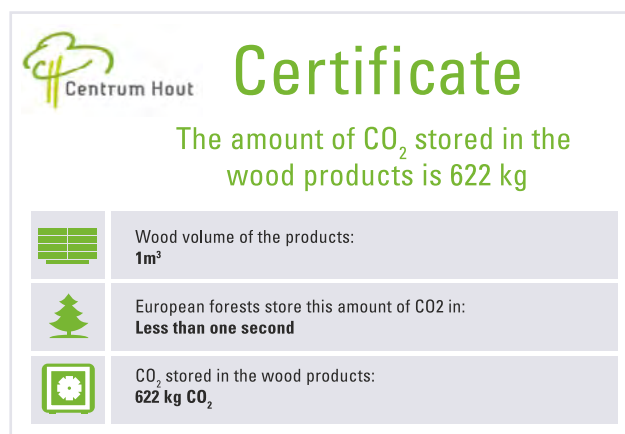 Centrum Hout
Certificate
The amount of CO₂ stored in the
wood products is 622 kg
Wood volume of the products:
1m³
European forests store this amount of CO2 in:
Less than one second
CO₂ stored in the wood products:
622 kg CO₂